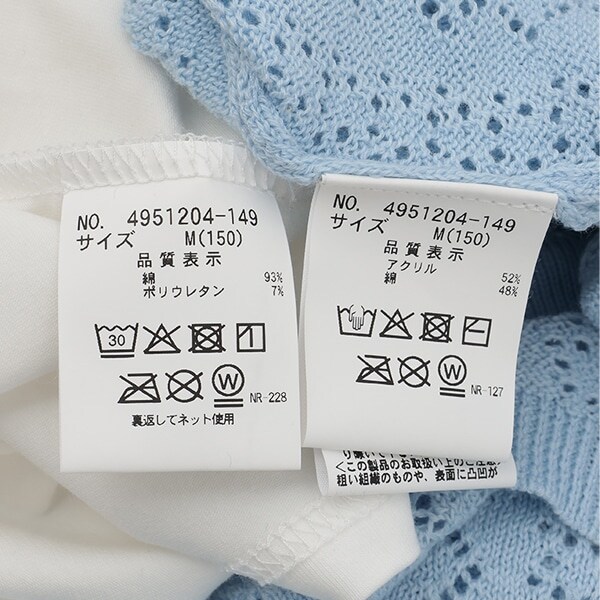 NO. 4951204-149
サイズ M(150)
品質表示
綿 93%
ポリウレタン 7%
30
W
NR-228
裏返してネット使用
NO. 4951204-149
サイズ M(150)
品質表示
アクリル 52%
綿 48%
W
NR-127
<この製品のお取扱い上のご注意>
粗い組織のものや、表面に凸凹が